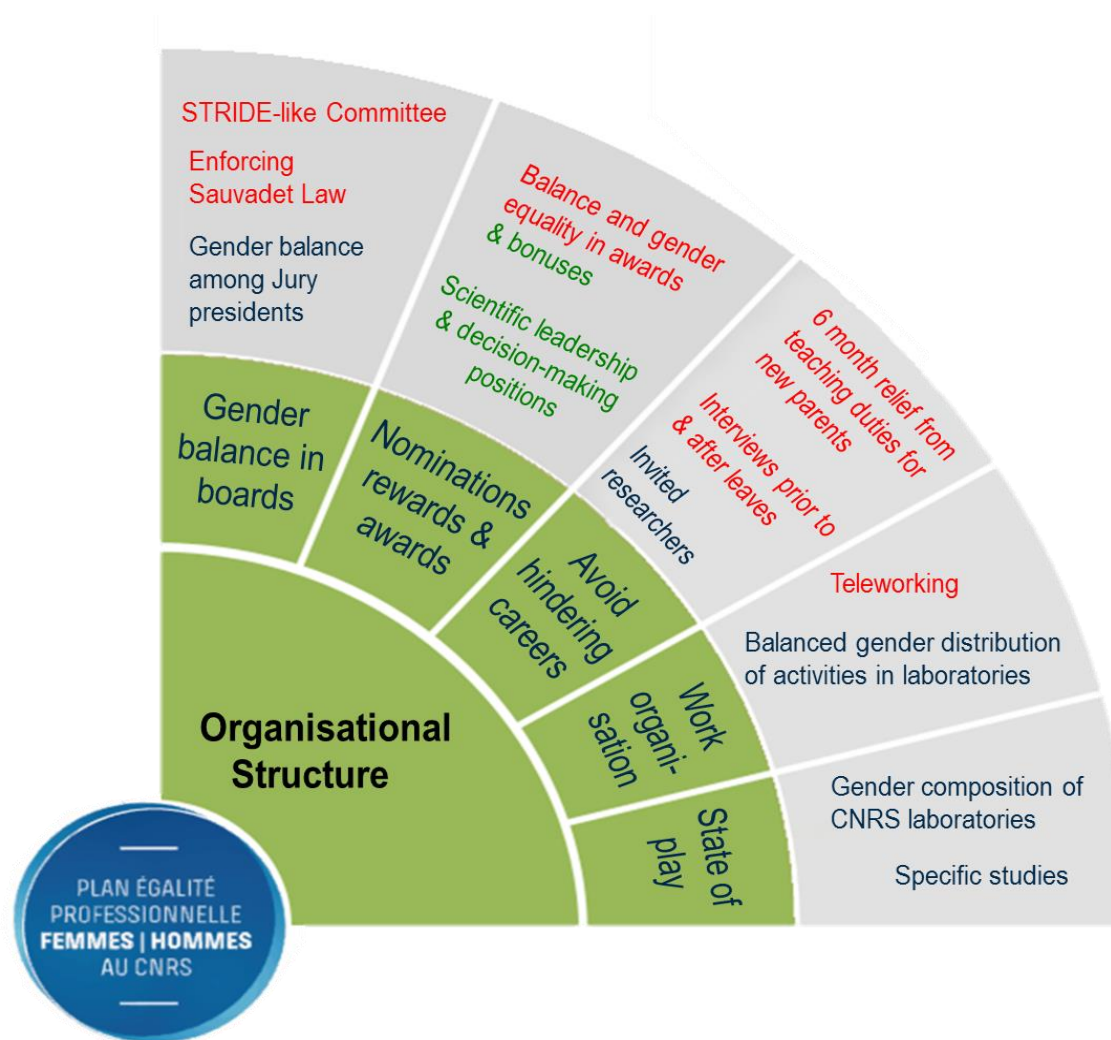 STRIDE-like Committee
Enforcing
Sauvadet Law
Gender balance
among Jury
presidents
Balance and gender
equality in awards
& bonuses
Scientific leadership
& decision-making
positions
6 month relief from
teaching duties for
new parents
Interviews prior to
& after leaves
Invited
researchers
Teleworking
Balanced gender distribution
of activities in laboratories
Gender composition of
CNRS laboratories
Specific studies
Gender
balance in
boards
Nominations
rewards &
awards
Avoid
hindering
careers
Work
organi-
sation
State of
play
Organisational
Structure
PLAN ÉGALITÉ
PROFESSIONNELLE
FEMMES | HOMMES
AU CNRS